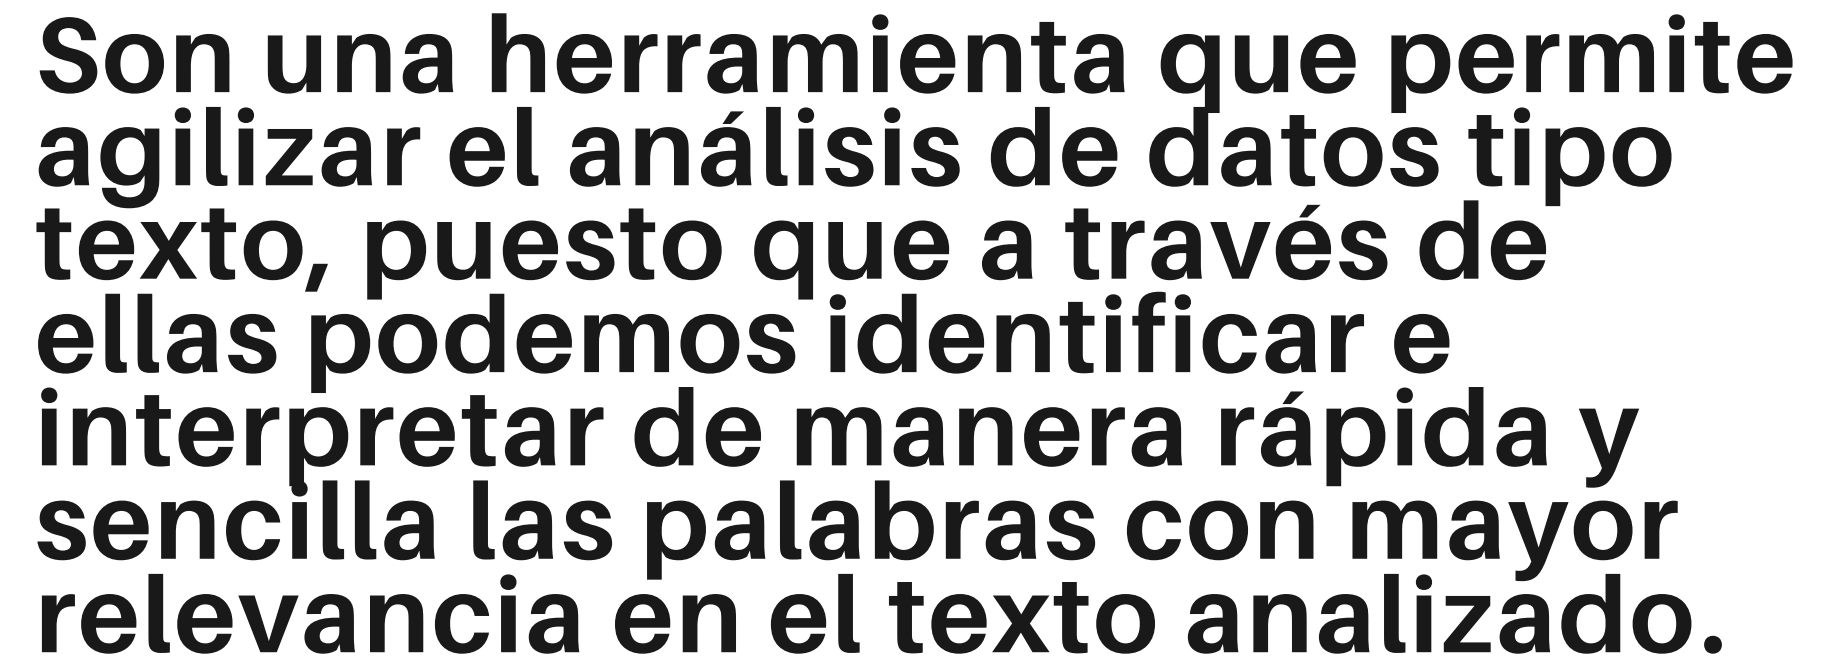 Son una herramienta que permite
agilizar el análisis de datos tipo
texto, puesto que a través de
ellas podemos identificar e
interpretar de manera rápida y
sencilla las palabras con mayor
relevancia en el texto analizado.